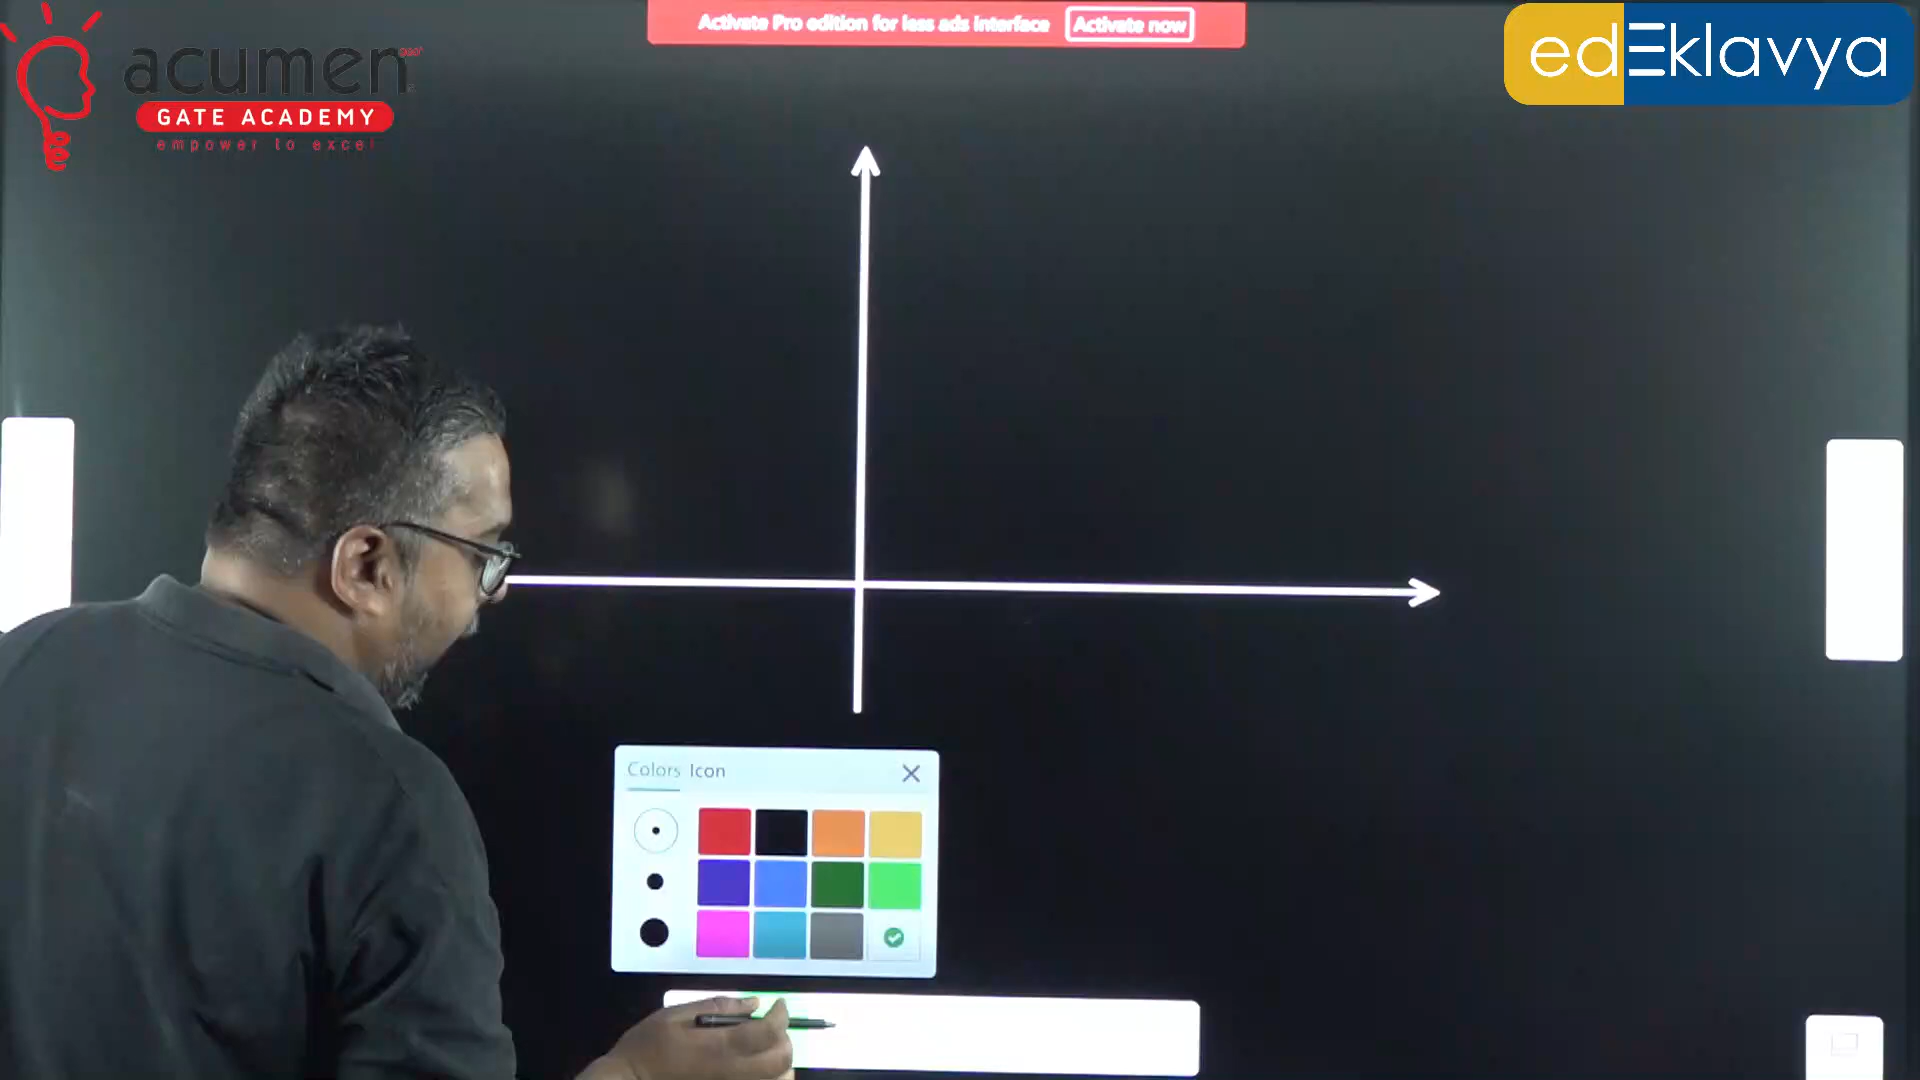 Activate Pro edition for less ads interface
Activate now
acumen
GATE ACADEMY
empower to excel
edEklavya
Colors Icon